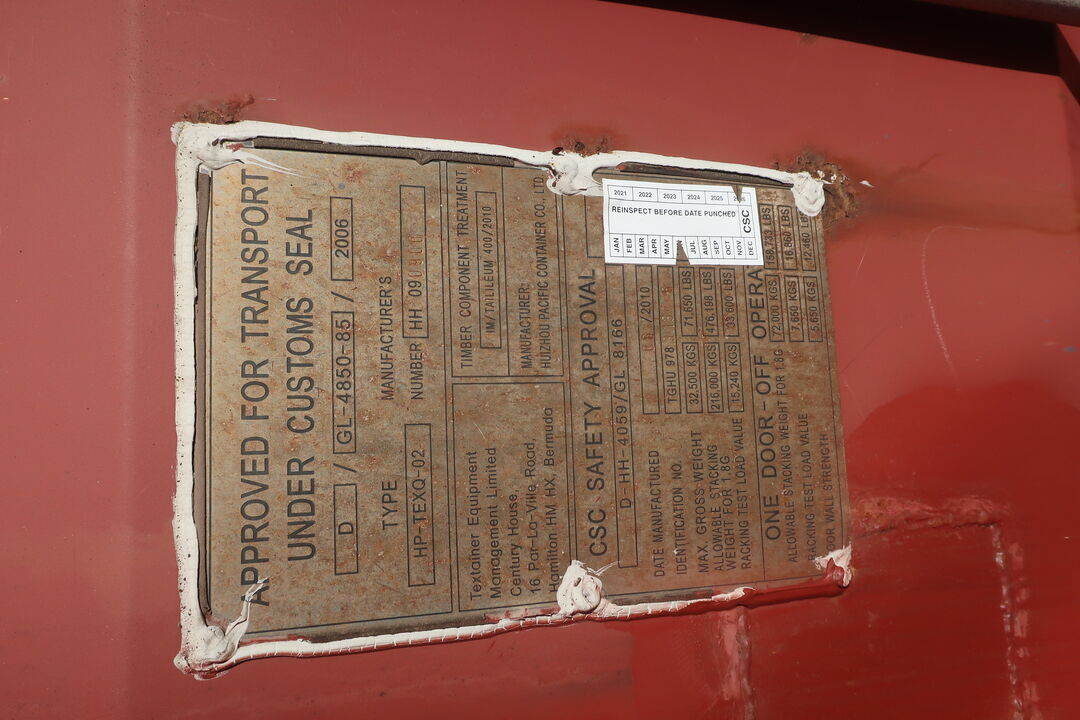 APPROVED FOR TRANSPORT
UNDER CUSTOMS SEAL
D / GL-4850-85 / 2006
TYPE
HP-TEXQ-02
MANUFACTURER'S
NUMBER HH
Textainer Equipment
Management Limited
Century House,
16 Par-La-Ville Road,
Hamilton HM HX, Bermuda
TIMBER COMPONENT TREATMENT
IM/TAILILEUM 400/2010
MANUFACTURER:
HUIZHOU PACIFIC CONTAINER CO., LTD.
CSC SAFETY APPROVAL
D-HH-4059/GL 8166
DATE MANUFACTURED /2010
IDENTIFICATION NO. TGHU 978
MAX. GROSS WEIGHT 32,500 KGS 71,650 LBS
ALLOWABLE STACKING
WEIGHT FOR 1.8G 216,000 KGS 476,198 LBS
RACKING TEST LOAD VALUE 15,240 KGS 33,600 LBS
ONE DOOR-OFF OPERA
ALLOWABLE STACKING WEIGHT FOR 1.8G 72,000 KGS LBS
RACKING TEST LOAD VALUE 7,650 KGS 16,860 LBS
DOOR WALL STRENGTH 5,650 KGS 12,460 LBS
2021 2022 2023 2024 2025
REINSPECT BEFORE DATE PUNCHED
CSC
JAN FEB MAR APR MAY JUL AUG SEP OCT NOV DEC